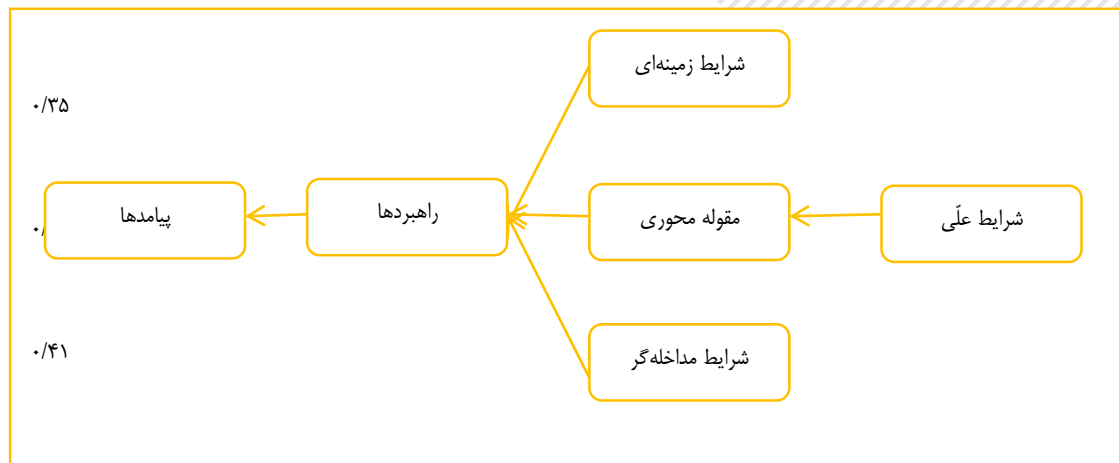 شرایط زمینه‌ای
۰/۳۵
شرایط علّی
مقوله محوری
راهبردها
پیامدها
شرایط مداخله‌گر
۰/۴۱